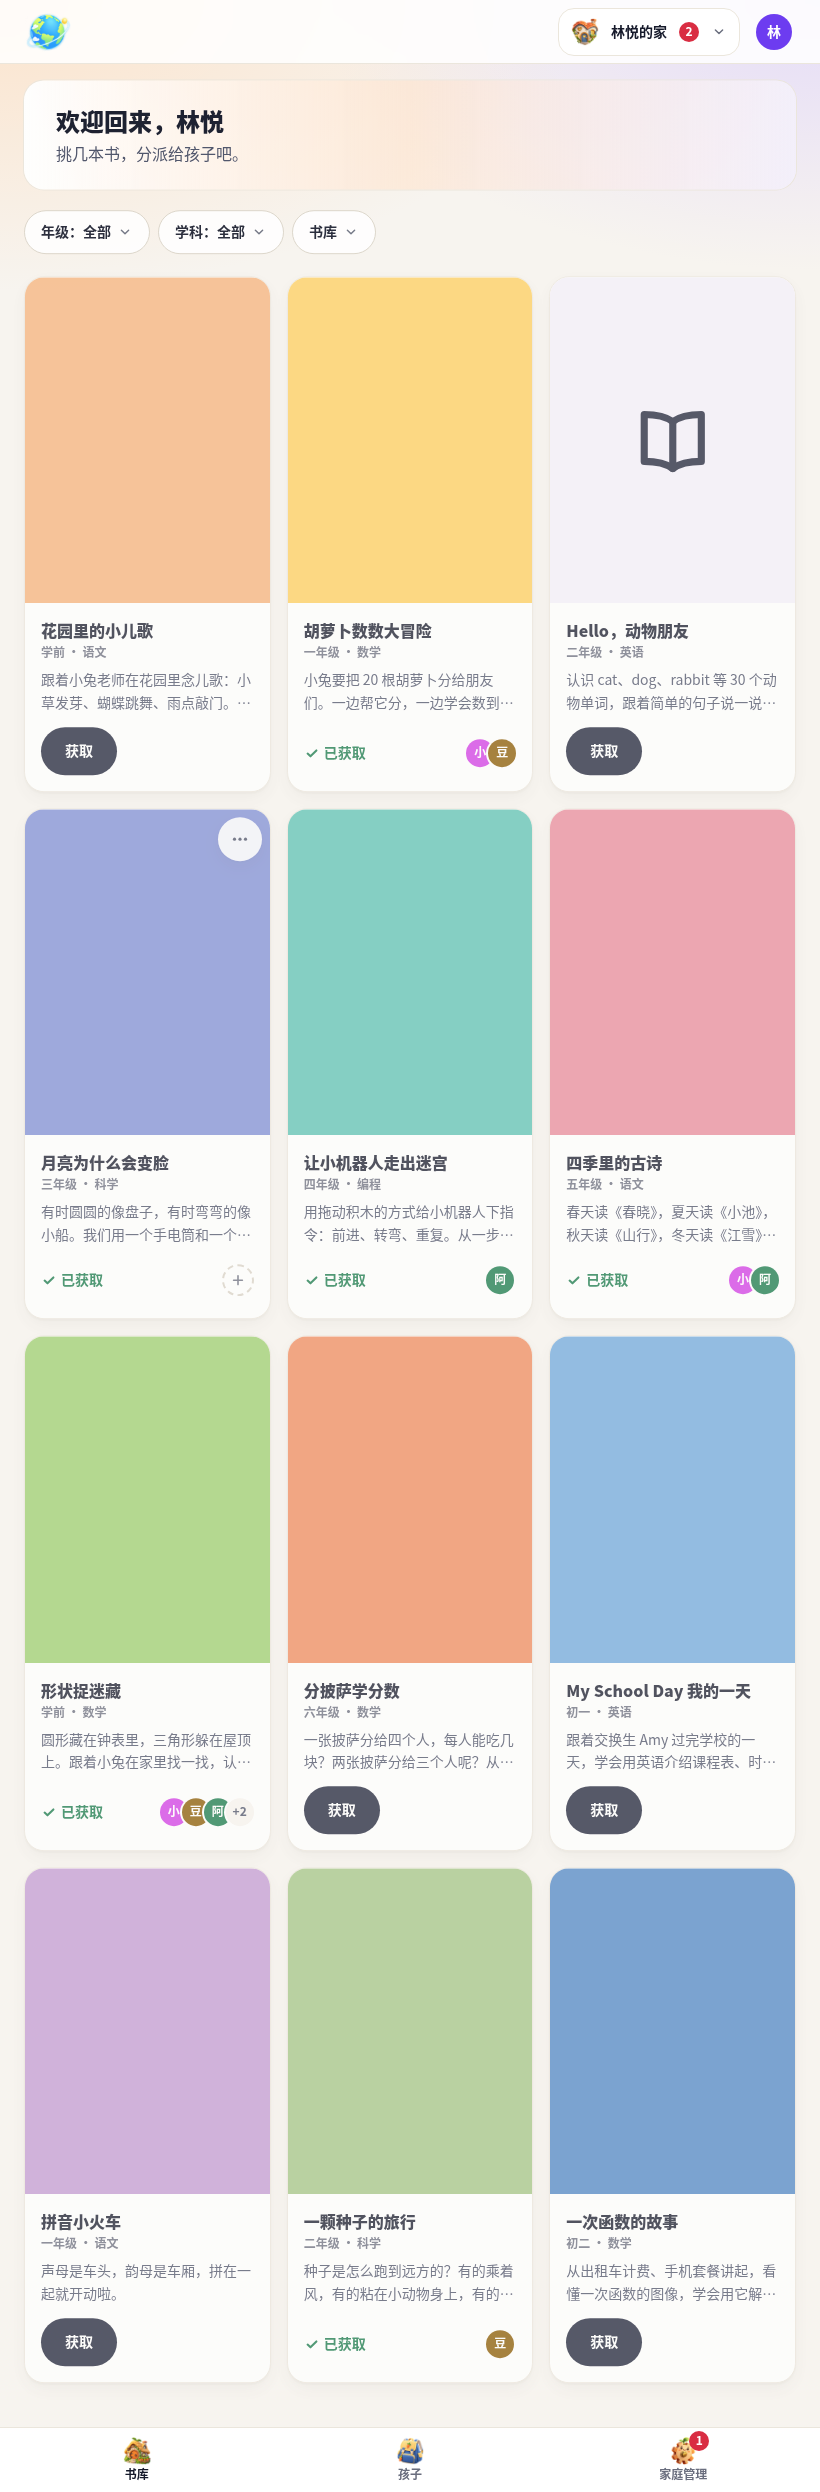 林悦的家 2
林
欢迎回来，林悦
挑几本书，分派给孩子吧。
年级：全部
学科：全部
书库
花园里的小儿歌
学前 · 语文
跟着小兔老师在花园里念儿歌：小
草发芽、蝴蝶跳舞、雨点敲门。…
获取
胡萝卜数数大冒险
一年级 · 数学
小兔要把 20 根胡萝卜分给朋友
们。一边帮它分，一边学会数到…
已获取
小 豆
Hello，动物朋友
二年级 · 英语
认识 cat、dog、rabbit 等 30 个动
物单词，跟着简单的句子说一说…
获取
月亮为什么会变脸
三年级 · 科学
有时圆圆的像盘子，有时弯弯的像
小船。我们用一个手电筒和一个…
已获取
让小机器人走出迷宫
四年级 · 编程
用拖动积木的方式给小机器人下指
令：前进、转弯、重复。从一步…
已获取
阿
四季里的古诗
五年级 · 语文
春天读《春晓》，夏天读《小池》，
秋天读《山行》，冬天读《江雪》…
已获取
小 阿
形状捉迷藏
学前 · 数学
圆形藏在钟表里，三角形躲在屋顶
上。跟着小兔在家里找一找，认…
已获取
小 豆 阿 +2
分披萨学分数
六年级 · 数学
一张披萨分给四个人，每人能吃几
块？两张披萨分给三个人呢？从…
获取
My School Day 我的一天
初一 · 英语
跟着交换生 Amy 过完学校的一
天，学会用英语介绍课程表、时…
获取
拼音小火车
一年级 · 语文
声母是车头，韵母是车厢，拼在一
起就开动啦。
获取
一颗种子的旅行
二年级 · 科学
种子是怎么跑到远方的？有的乘着
风，有的粘在小动物身上，有的…
已获取
豆
一次函数的故事
初二 · 数学
从出租车计费、手机套餐讲起，看
懂一次函数的图像，学会用它解…
获取
书库
孩子
1
家庭管理